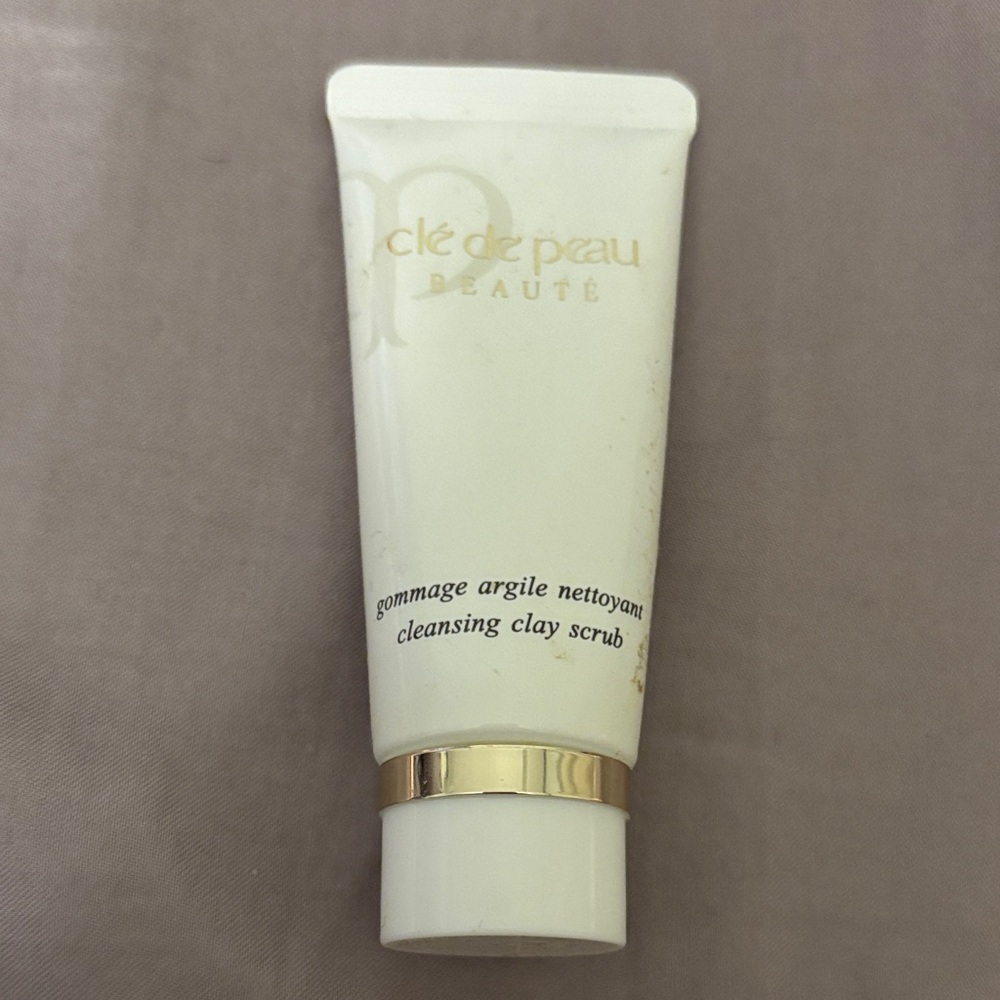 clé de peau
BEAUTÉ
gommage argile nettoyant
cleansing clay scrub